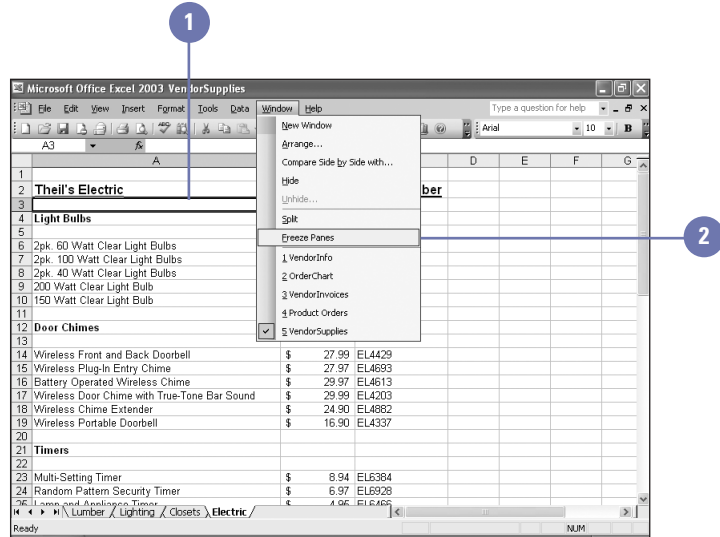 1
Microsoft Office Excel 2003 VendorSupplies
File Edit View Insert Format Tools Data Window Help Type a question for help
Arial 10 B
A3 fx
A D E F G
1
2 Theil's Electric ber
3
4 Light Bulbs
5
6 2pk. 60 Watt Clear Light Bulbs
7 2pk. 100 Watt Clear Light Bulbs
8 2pk. 40 Watt Clear Light Bulbs
9 200 Watt Clear Light Bulb
10 150 Watt Clear Light Bulb
11
12 Door Chimes
13
14 Wireless Front and Back Doorbell $ 27.99 EL4429
15 Wireless Plug-In Entry Chime $ 27.97 EL4693
16 Battery Operated Wireless Chime $ 29.97 EL4613
17 Wireless Door Chime with True-Tone Bar Sound $ 29.99 EL4203
18 Wireless Chime Extender $ 24.90 EL4882
19 Wireless Portable Doorbell $ 16.90 EL4337
20
21 Timers
22
23 Multi-Setting Timer $ 8.94 EL6384
24 Random Pattern Security Timer $ 6.97 EL6928
25 Lamp and Appliance Timer $ 4.96 EL6466
New Window
Arrange...
Compare Side by Side with...
Hide
Unhide...
Split
Freeze Panes
1 VendorInfo
2 OrderChart
3 VendorInvoices
4 Product Orders
5 VendorSupplies
2
Lumber Lighting Closets Electric
Ready NUM